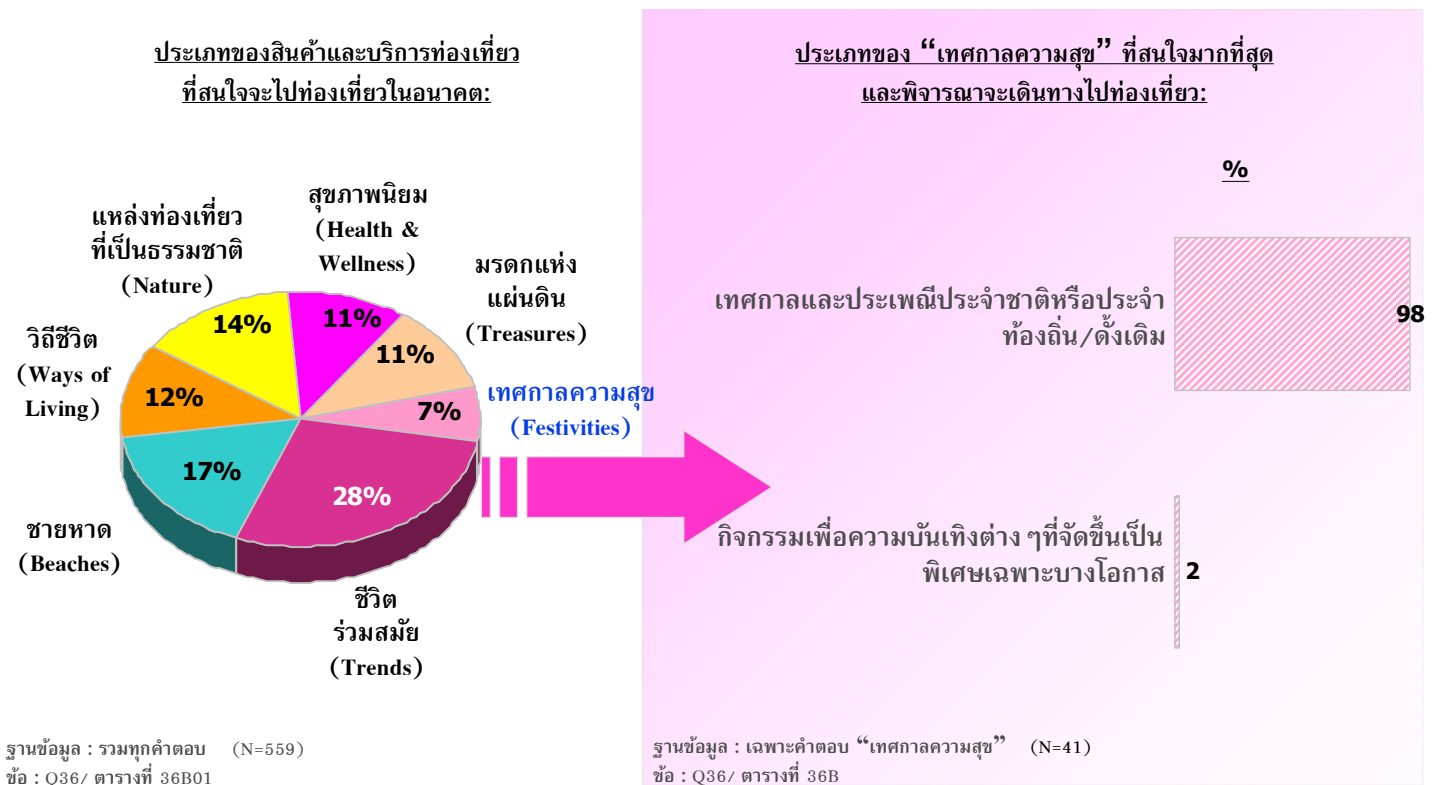 ประเภทของสินค้าและบริการท่องเที่ยว
ที่สนใจจะไปท่องเที่ยวในอนาคต:
สุขภาพนิยม
(Health &
Wellness)
แหล่งท่องเที่ยว
ที่เป็นธรรมชาติ
(Nature)
มรดกแห่ง
แผ่นดิน
(Treasures)
วิถีชีวิต
(Ways of
Living)
เทศกาลความสุข
(Festivities)
14%
11%
11%
12%
7%
17%
28%
ชายหาด
(Beaches)
ชีวิต
ร่วมสมัย
(Trends)
ฐานข้อมูล : รวมทุกคำตอบ (N=559)
ข้อ : Q36/ ตารางที่ 36B01
ประเภทของ “เทศกาลความสุข” ที่สนใจมากที่สุด
และพิจารณาจะเดินทางไปท่องเที่ยว:
%
เทศกาลและประเพณีประจำชาติหรือประจำ
ท้องถิ่น/ดั้งเดิม
98
กิจกรรมเพื่อความบันเทิงต่าง ๆที่จัดขึ้นเป็น
พิเศษเฉพาะบางโอกาส
2
ฐานข้อมูล : เฉพาะคำตอบ “เทศกาลความสุข” (N=41)
ข้อ : Q36/ ตารางที่ 36B